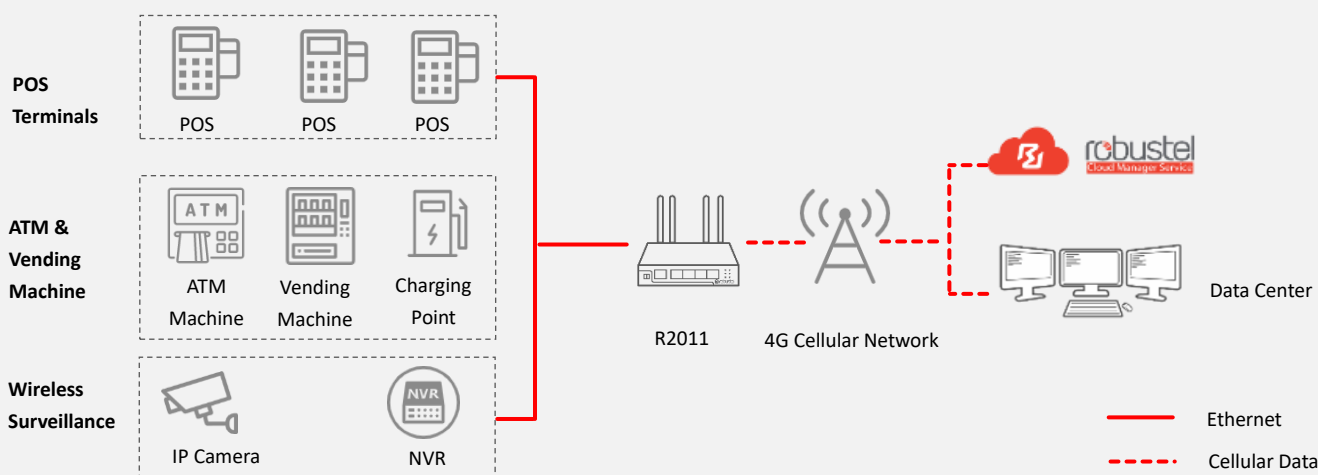 POS
Terminals
POS
POS
POS
ATM &
Vending
Machine
ATM
ATM
Machine
Vending
Machine
Charging
Point
Wireless
Surveillance
IP Camera
NVR
NVR
R2011
4G Cellular Network
robustel
Cloud Manager Service
Data Center
Ethernet
Cellular Data